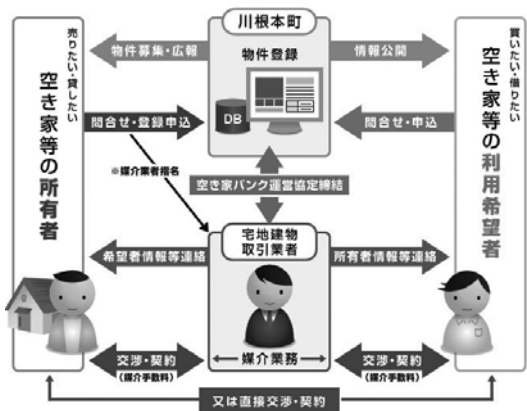 川根本町
売りたい・貸したい
空き家等の所有者
買いたい・借りたい
空き家等の利用希望者
物件募集・広報
物件登録
情報公開
DB
問合せ・登録申込
問合せ・申込
※媒介業者指名
空き家バンク運営協定締結
宅地建物
取引業者
希望者情報等連絡
所有者情報等連絡
交渉・契約
(媒介手数料)
媒介業務
交渉・契約
(媒介手数料)
又は直接交渉・契約